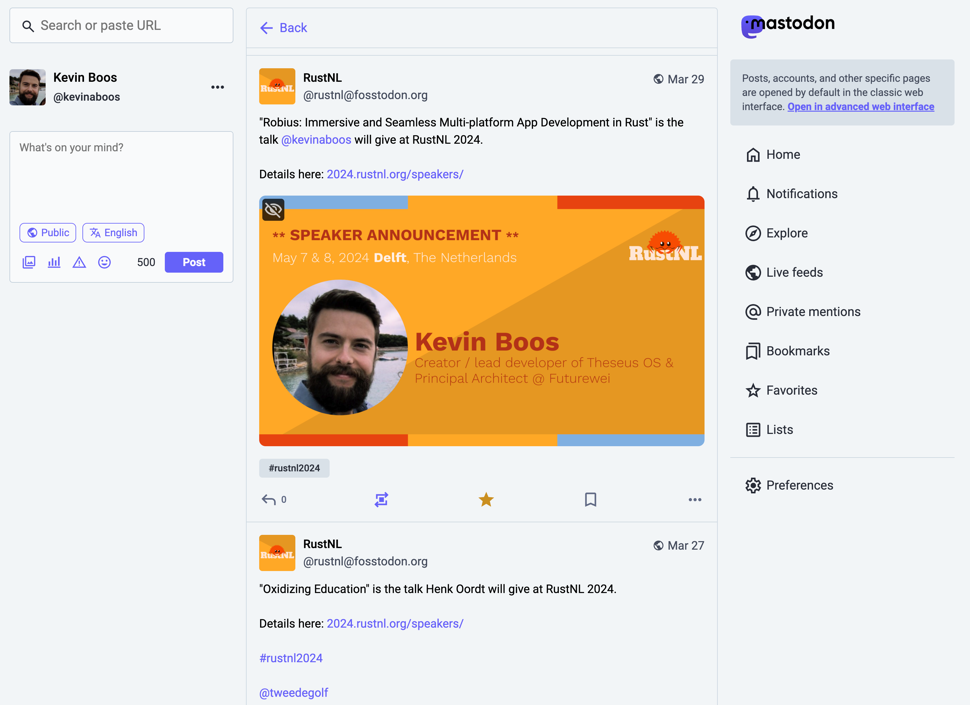 Search or paste URL
Kevin Boos
@kevinaboos
What's on your mind?
Public
English
500
Post
Back
RustNL
Mar 29
@rustnl@fosstodon.org
"Robius: Immersive and Seamless Multi-platform App Development in Rust" is the
talk @kevinaboos will give at RustNL 2024.
Details here: 2024.rustnl.org/speakers/
** SPEAKER ANNOUNCEMENT **
May 7 & 8, 2024 Delft, The Netherlands
RustNL
Kevin Boos
Creator / lead developer of Theseus OS &
Principal Architect @ Futurewei
#rustnl2024
0
RustNL
Mar 27
@rustnl@fosstodon.org
"Oxidizing Education" is the talk Henk Oordt will give at RustNL 2024.
Details here: 2024.rustnl.org/speakers/
#rustnl2024
@tweedegolf
mastodon
Posts, accounts, and other specific pages
are opened by default in the classic web
interface. Open in advanced web interface
Home
Notifications
Explore
Live feeds
Private mentions
Bookmarks
Favorites
Lists
Preferences